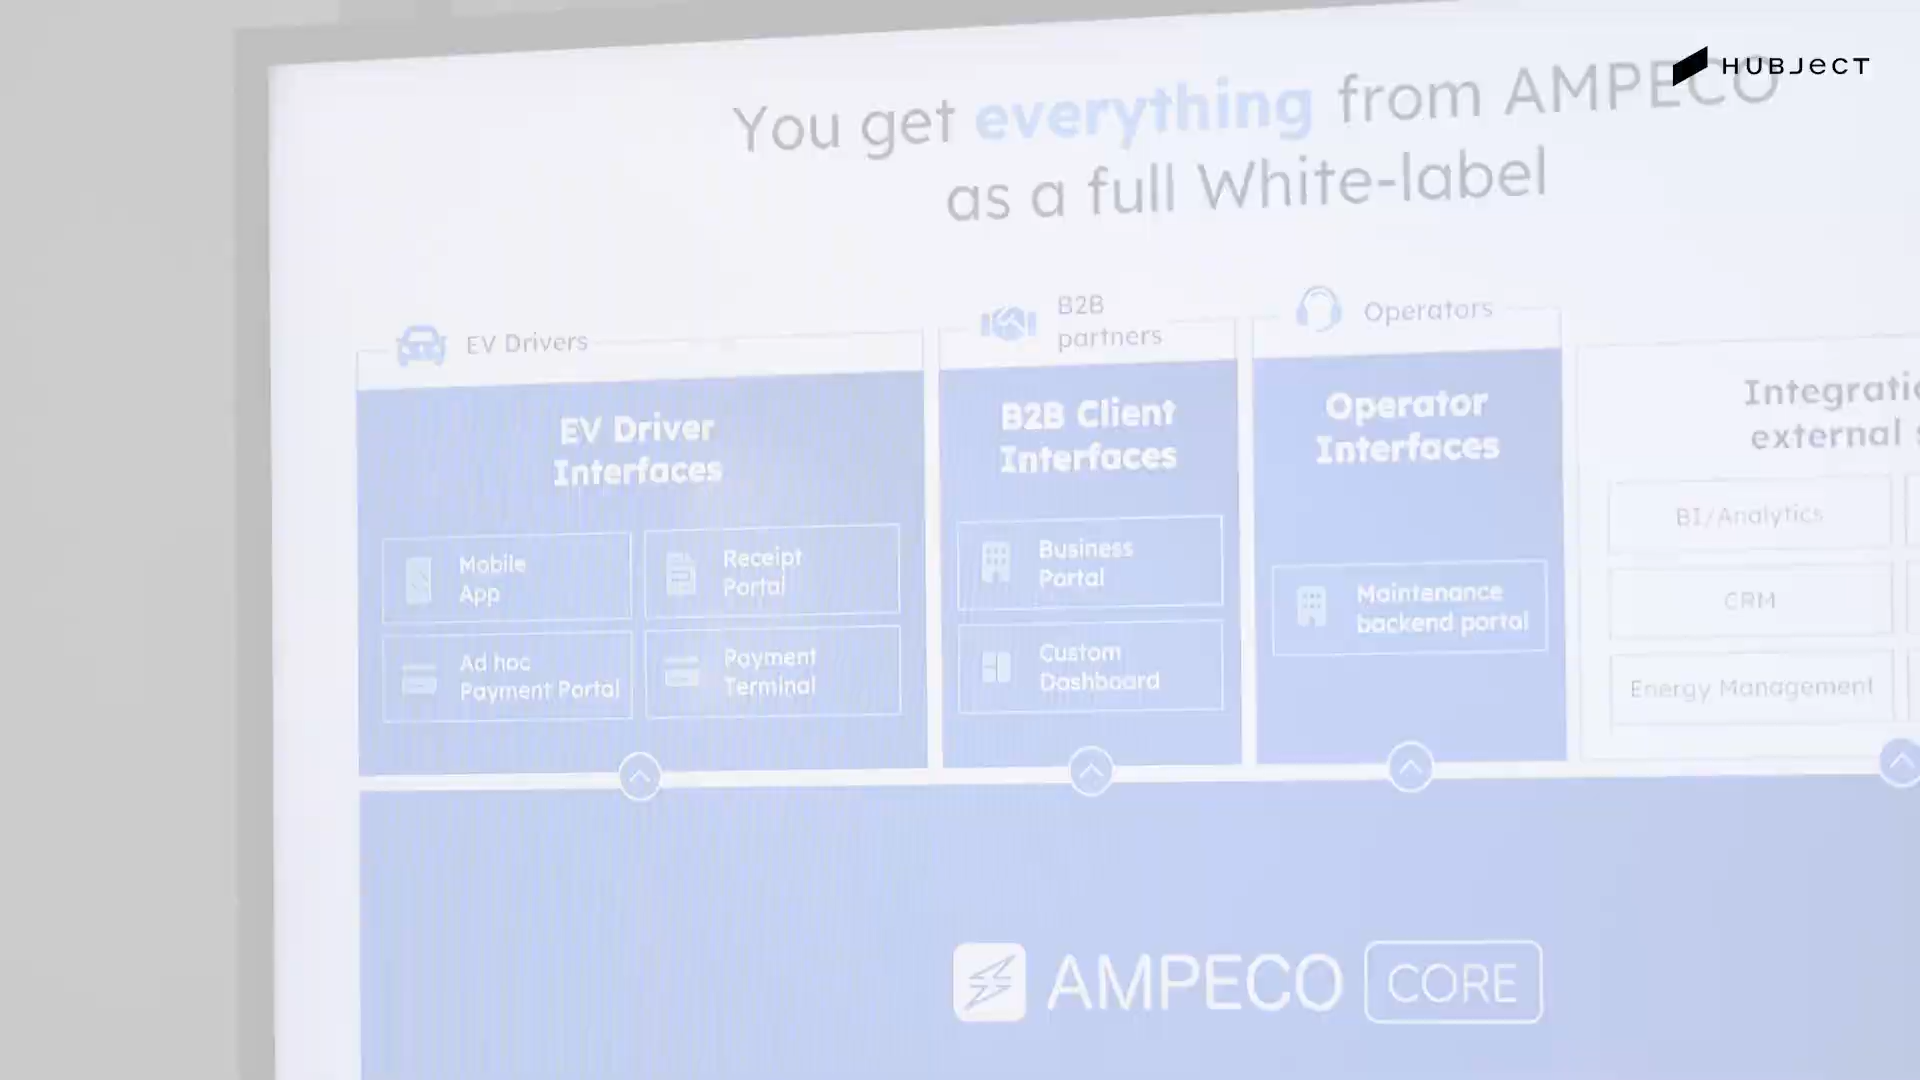 HUBJECT
You get everything from AMPECO
as a full White-label
EV Drivers
B2B
partners
Operators
EV Driver
Interfaces
Mobile
App
Receipt
Portal
Ad hoc
Payment Portal
Payment
Terminal
B2B Client
Interfaces
Business
Portal
Custom
Dashboard
Operator
Interfaces
Maintenance
backend portal
external
BI/Analytics
CRM
Energy Management
AMPECO CORE